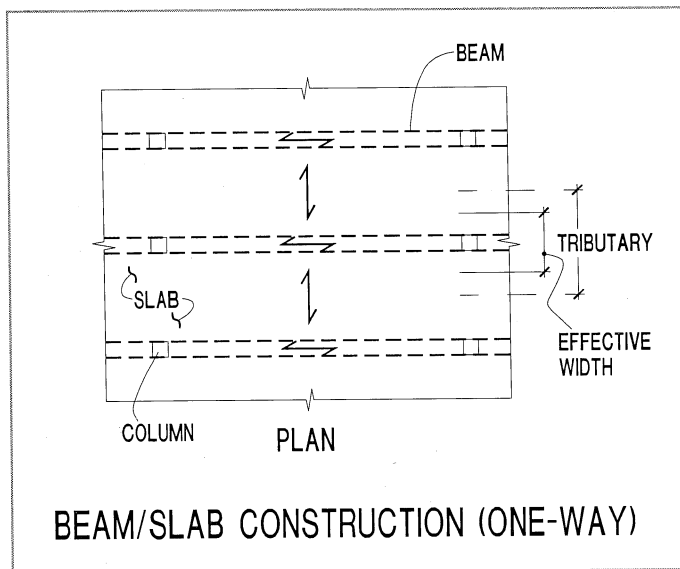 BEAM
TRIBUTARY
SLAB
EFFECTIVE
WIDTH
COLUMN
PLAN
BEAM/SLAB CONSTRUCTION (ONE-WAY)